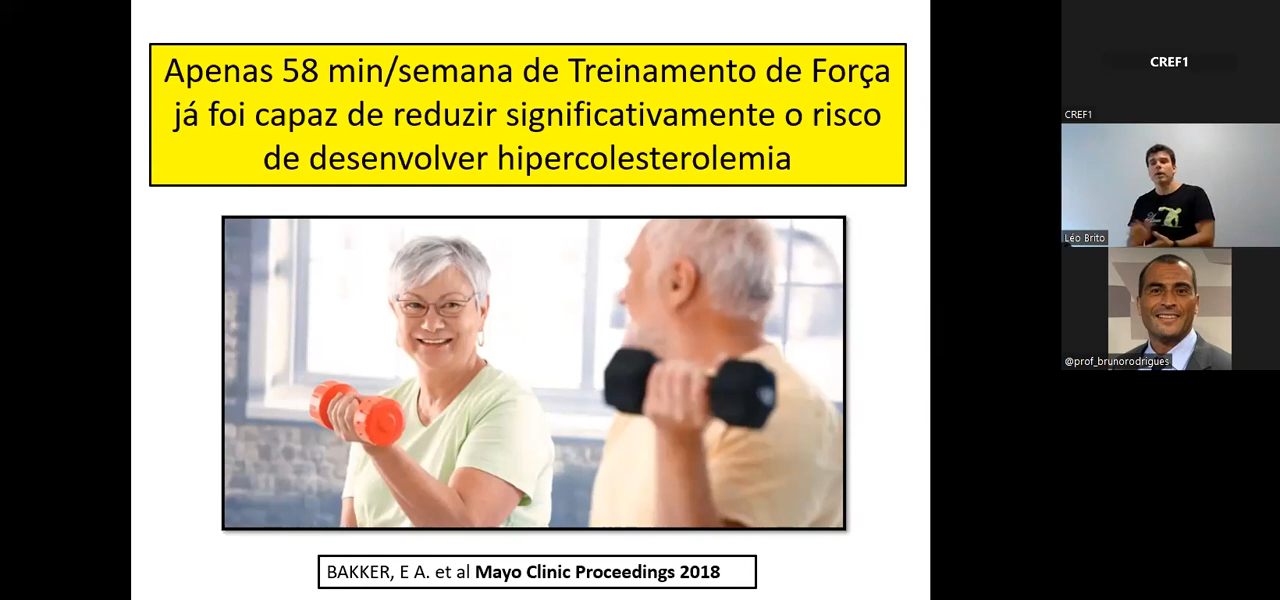 Apenas 58 min/semana de Treinamento de Força
já foi capaz de reduzir significativamente o risco
de desenvolver hipercolesterolemia
BAKKER, E A. et al Mayo Clinic Proceedings 2018
CREF1
CREF1
Léo Brito
@prof_brunorodrigues